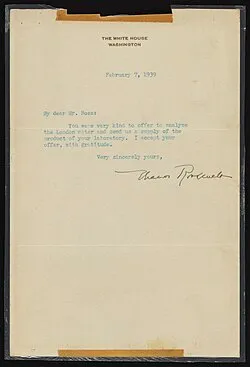 THE WHITE HOUSE
WASHINGTON
February 7, 1939
My dear Mr. Ross:
You were very kind to offer to analyze
the London water and send us a supply of the
product of your laboratory. I accept your
offer, with gratitude.
Very sincerely yours,
Roosevelt